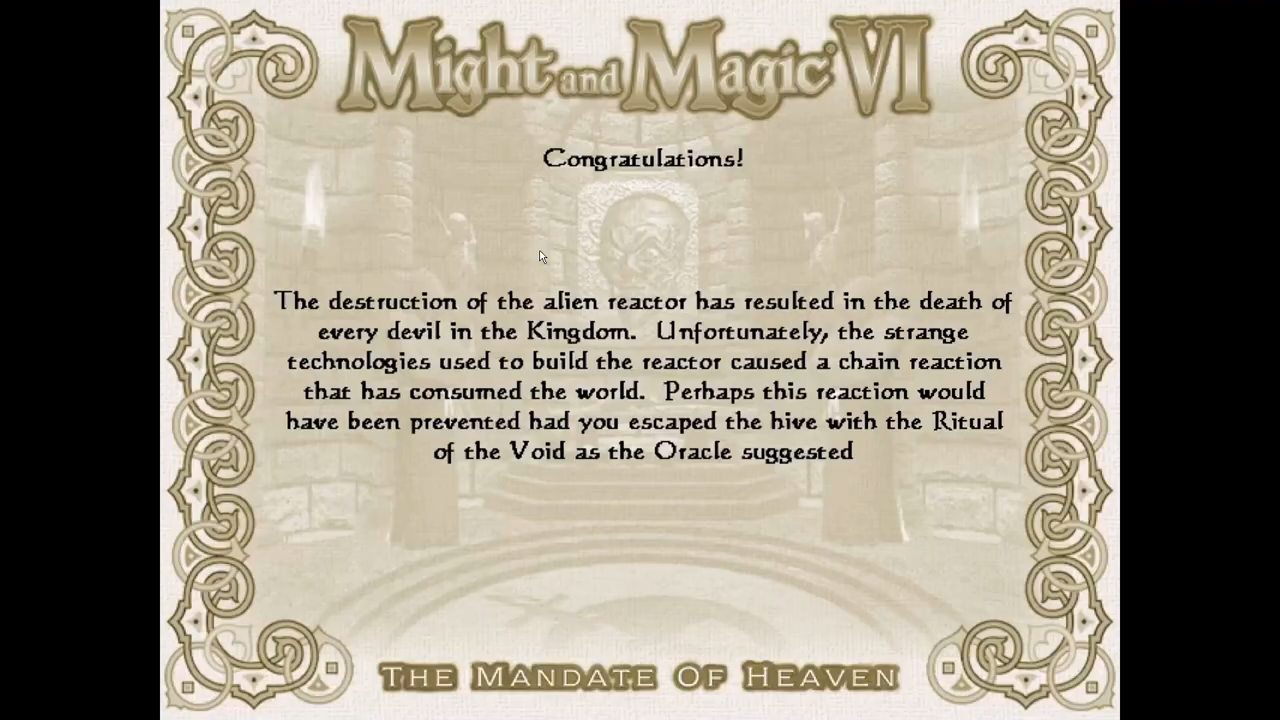 Might and Magic® VI
Congratulations!
The destruction of the alien reactor has resulted in the death of
every devil in the Kingdom.  Unfortunately, the strange
technologies used to build the reactor caused a chain reaction
that has consumed the world.  Perhaps this reaction would
have been prevented had you escaped the hive with the Ritual
of the Void as the Oracle suggested
The Mandate Of Heaven